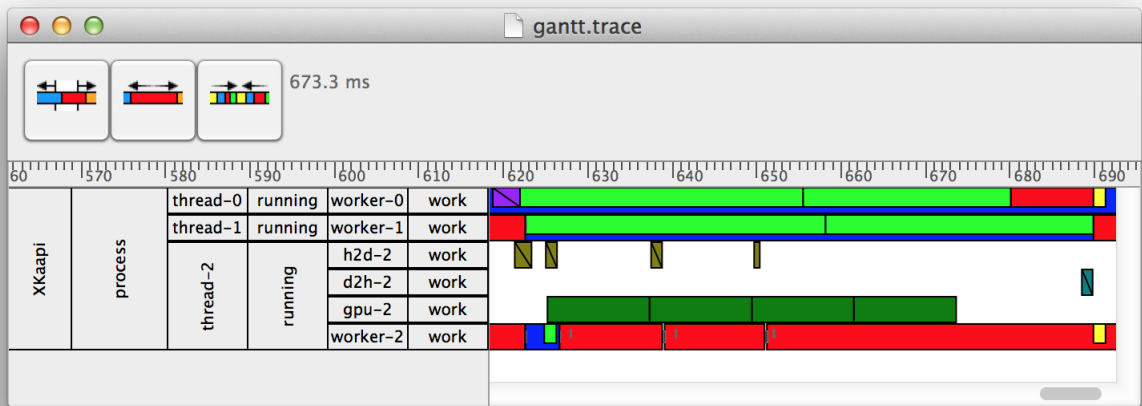 gantt.trace
673.3 ms
60 570 580 590 600 610 620 630 640 650 660 670 680 690
XKaapi process thread-0 running worker-0 work
thread-1 running worker-1 work
thread-2 running h2d-2 work
d2h-2 work
gpu-2 work
worker-2 work